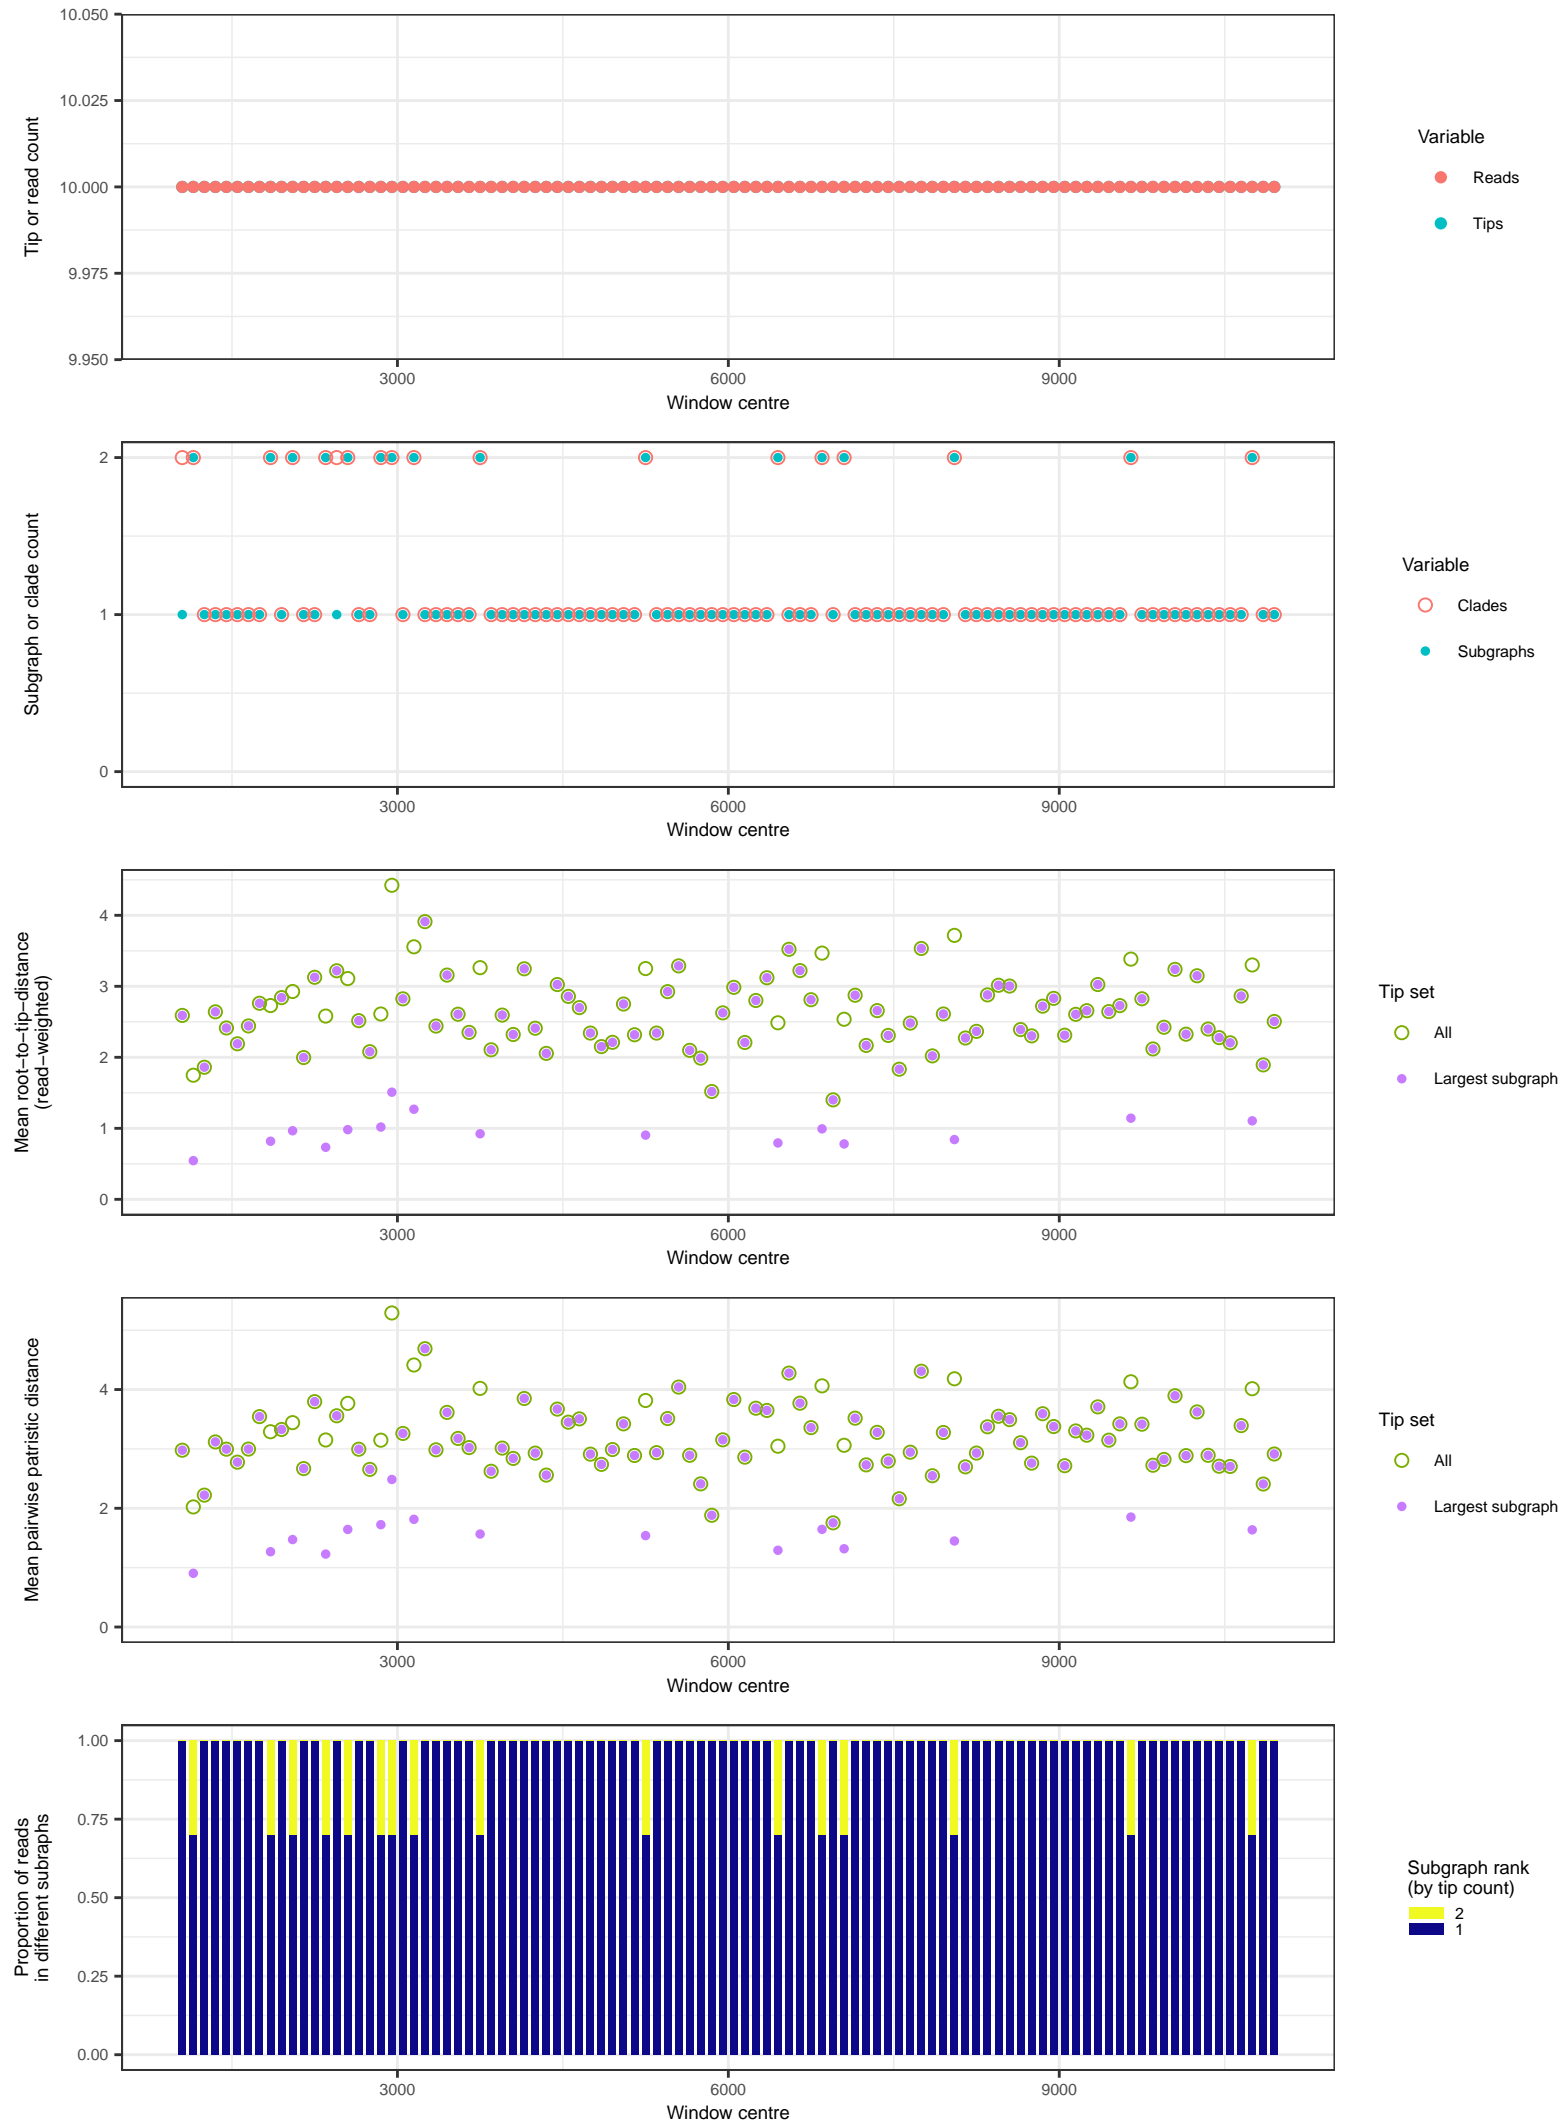 10.050
10.025
10.000
9.975
9.950
Tip or read count
3000
6000
9000
Window centre
Variable
Reads
Tips
2
1
0
Subgraph or clade count
3000
6000
9000
Window centre
Variable
Clades
Subgraphs
4
3
2
1
0
Mean root−to−tip−distance
(read−weighted)
3000
6000
9000
Window centre
Tip set
All
Largest subgraph
4
2
0
Mean pairwise patristic distance
3000
6000
9000
Window centre
Tip set
All
Largest subgraph
1.00
0.75
0.50
0.25
0.00
Proportion of reads
in different subraphs
3000
6000
9000
Window centre
Subgraph rank
(by tip count)
2
1